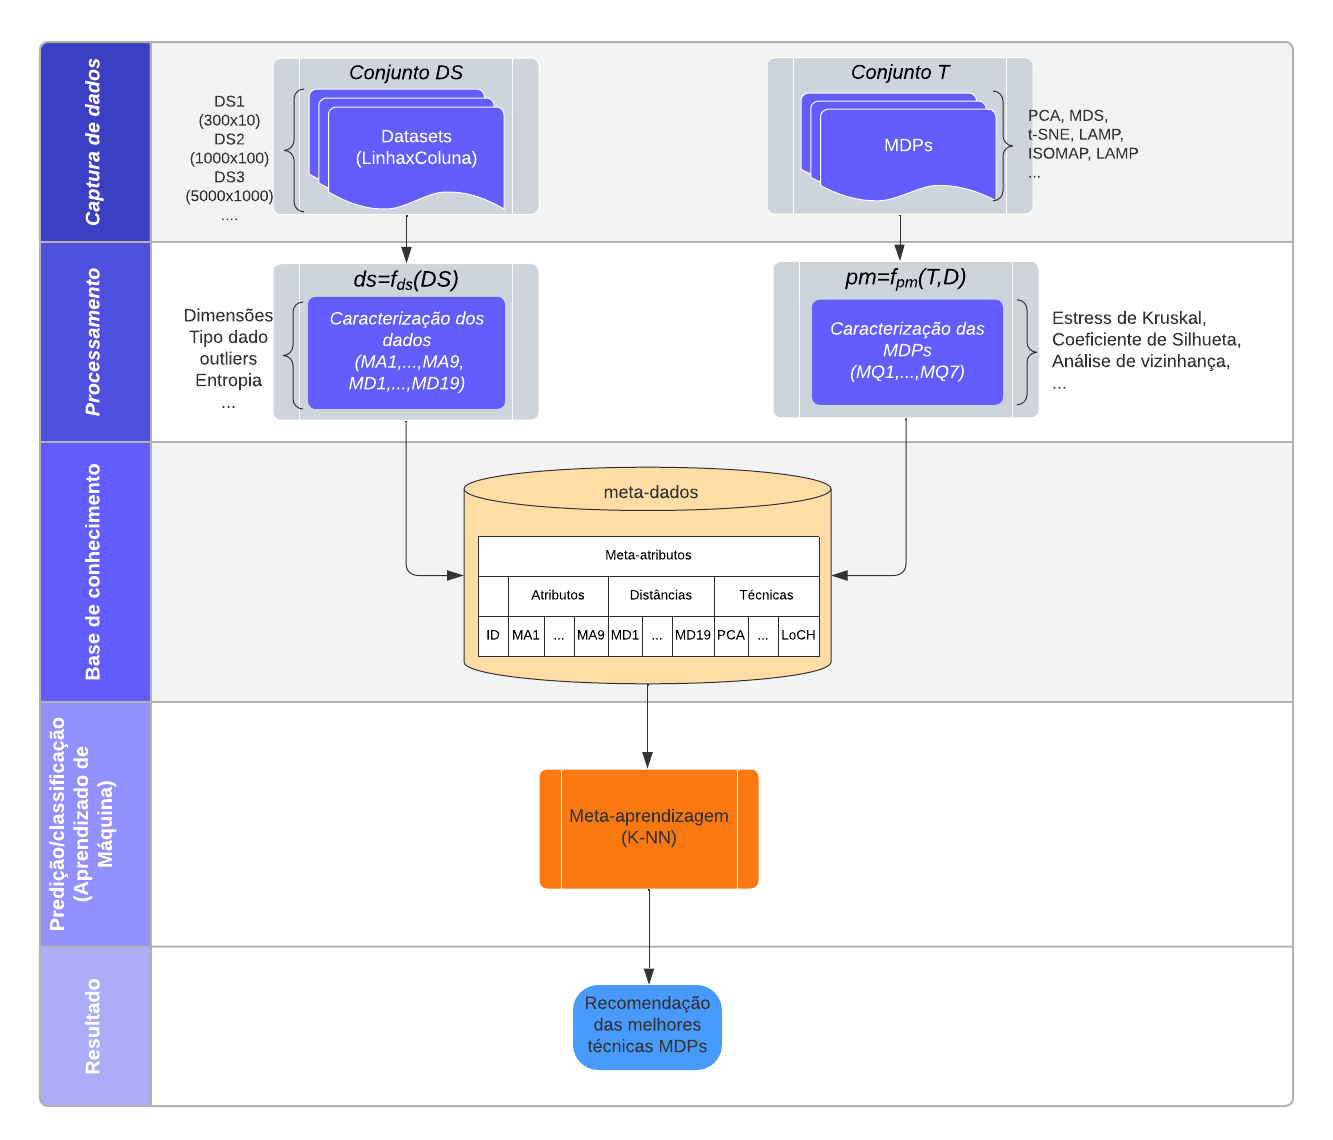 Captura de dados
Conjunto DS
DS1
(300x10)
DS2
(1000x100)
DS3
(5000x1000)
....
Datasets
(LinhaxColuna)
Conjunto T
MDPs
PCA, MDS,
t-SNE, LAMP,
ISOMAP, LAMP
...
Processamento
ds=fds(DS)
Dimensões
Tipo dado
outliers
Entropia
...
Caracterização dos
dados
(MA1,...,MA9,
MD1,...,MD19)
pm=fpm(T,D)
Caracterização das
MDPs
(MQ1,...,MQ7)
Estress de Kruskal,
Coeficiente de Silhueta,
Análise de vizinhança,
...
Base de conhecimento
meta-dados
Meta-atributos
Atributos Distâncias Técnicas
ID MA1 ... MA9 MD1 ... MD19 PCA ... LoCH
Predição/classificação
(Aprendizado de
Máquina)
Meta-aprendizagem
(K-NN)
Resultado
Recomendação
das melhores
técnicas MDPs